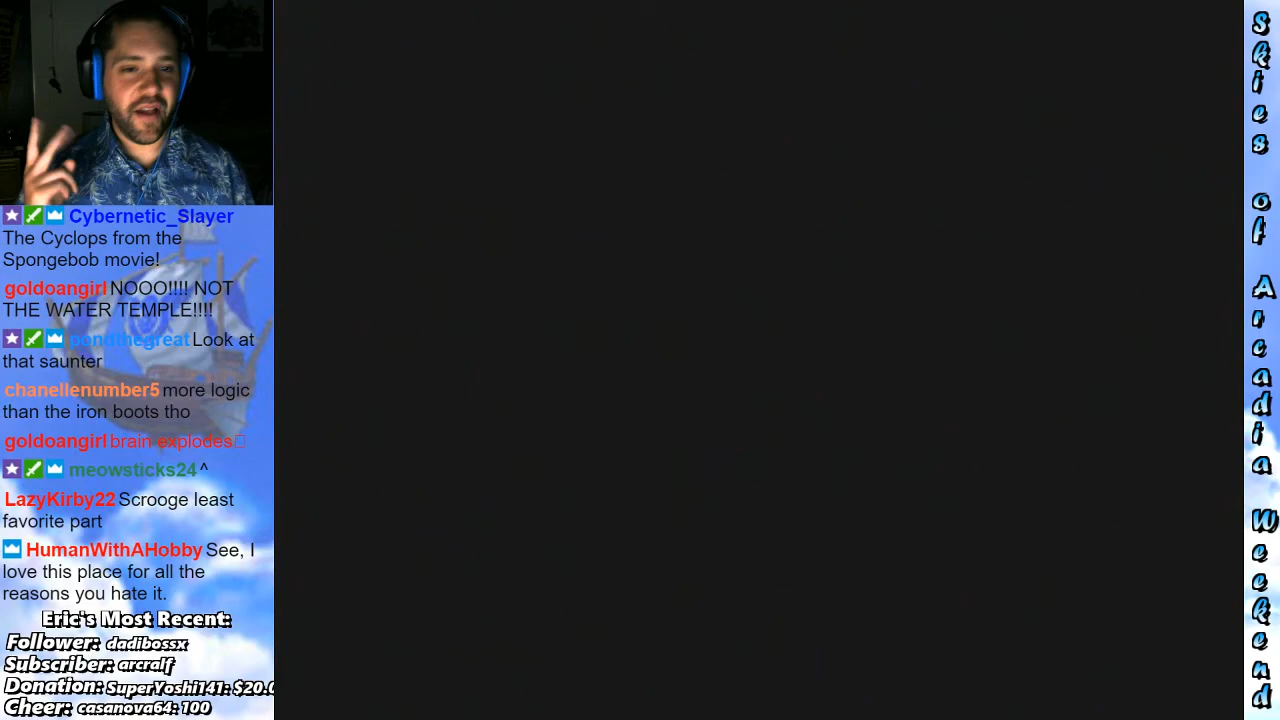 Cybernetic_Slayer
The Cyclops from the
Spongebob movie!
goldoangirl NOOO!!!! NOT
THE WATER TEMPLE!!!!
pondthegreat Look at
that saunter
chanellenumber5 more logic
than the iron boots tho
goldoangirl brain explodes
meowsticks24 ^
LazyKirby22 Scrooge least
favorite part
HumanWithAHobby See, I
love this place for all the
reasons you hate it.
Eric's Most Recent:
Follower: dadibossx
Subscriber: arcralf
Donation: SuperYoshi141: $20.0
Cheer: casanova64: 100
Skies of Arcadia Weekend